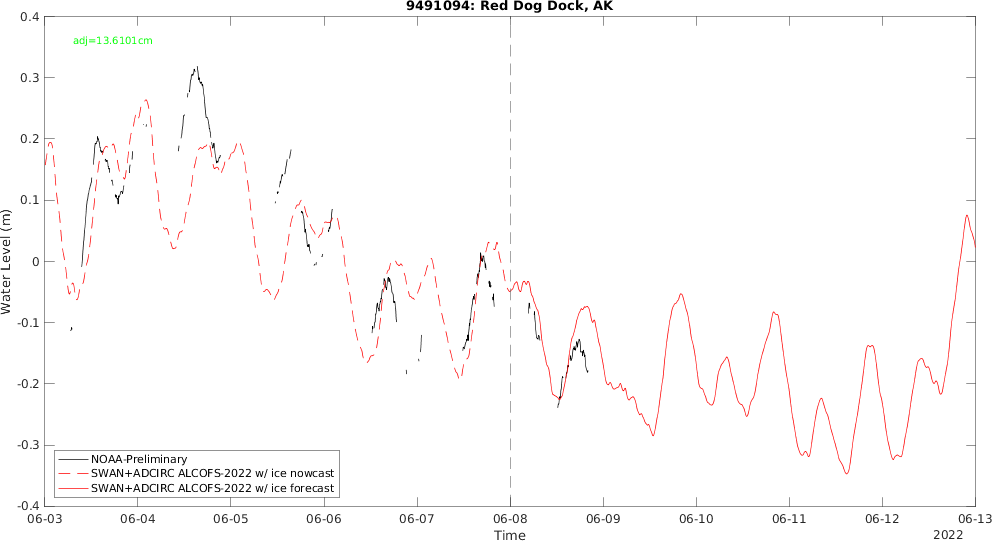 9491094: Red Dog Dock, AK
adj=13.6101cm
Water Level (m)
0.4
0.3
0.2
0.1
0
-0.1
-0.2
-0.3
-0.4
NOAA-Preliminary
SWAN+ADCIRC ALCOFS-2022 w/ ice nowcast
SWAN+ADCIRC ALCOFS-2022 w/ ice forecast
06-03 06-04 06-05 06-06 06-07 06-08 06-09 06-10 06-11 06-12 06-13
Time
2022